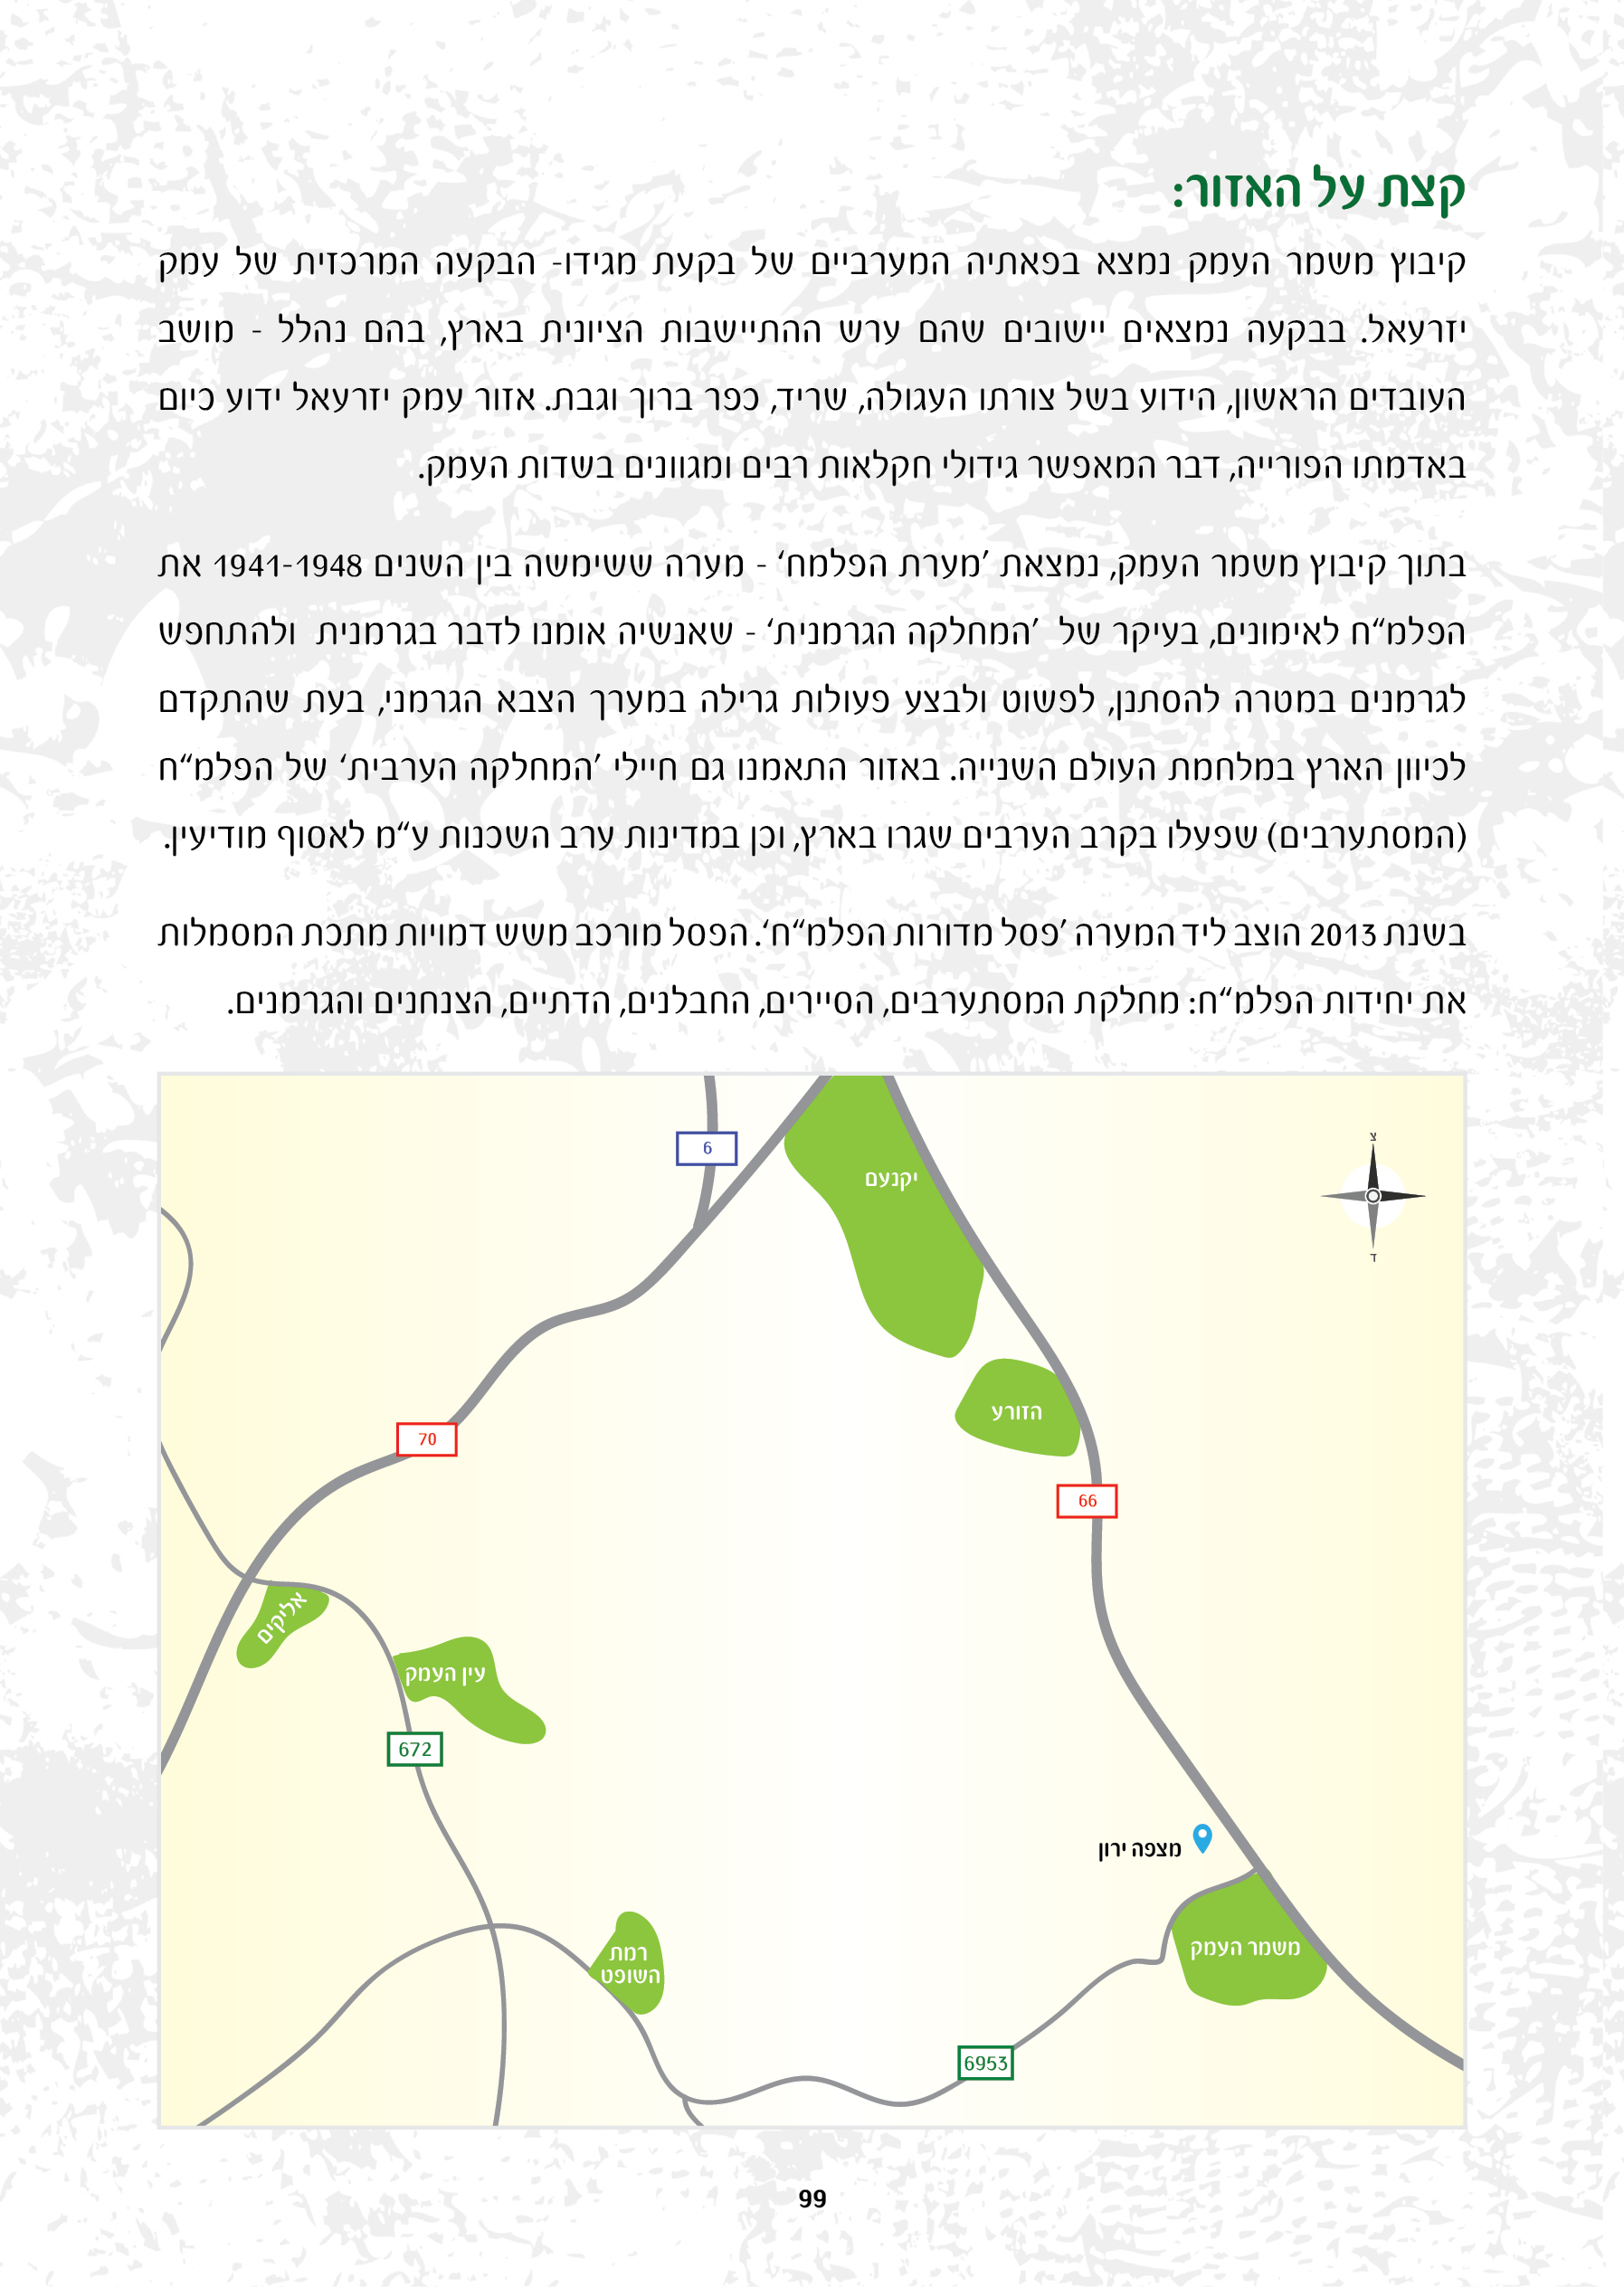 קצת על האזור:
קיבוץ משמר העמק נמצא בפאתיה המערביים של בקעת מגידו- הבקעה המרכזית של עמק
יזרעאל. בבקעה נמצאים יישובים שהם ערש ההתיישבות הציונית בארץ, בהם נהלל - מושב
העובדים הראשון, הידוע בשל צורתו העגולה, שריד, כפר ברוך וגבת. אזור עמק יזרעאל ידוע כיום
באדמתו הפורייה, דבר המאפשר גידולי חקלאות רבים ומגוונים בשדות העמק.
בתוך קיבוץ משמר העמק, נמצאת ’מערת הפלמח‘ - מערה ששימשה בין השנים 1941-1948 את
הפלמ“ח לאימונים, בעיקר של ’המחלקה הגרמנית‘ - שאנשיה אומנו לדבר בגרמנית ולהתחפש
לגרמנים במטרה להסתנן, לפשוט ולבצע פעולות גרילה במערך הצבא הגרמני, בעת שהתקדם
לכיוון הארץ במלחמת העולם השנייה. באזור התאמנו גם חיילי ’המחלקה הערבית‘ של הפלמ“ח
(המסתערבים) שפעלו בקרב הערבים שגרו בארץ, וכן במדינות ערב השכנות ע“מ לאסוף מודיעין.
בשנת 2013 הוצב ליד המערה ’פסל מדורות הפלמ“ח‘. הפסל מורכב משש דמויות מתכת המסמלות
את יחידות הפלמ“ח: מחלקת המסתערבים, הסיירים, החבלנים, הדתיים, הצנחנים והגרמנים.
צ
6
יקנעם
ד
הזורע
70
66
אליקים
עין העמק
672
מצפה ירון
משמר העמק
רמת
השופט
6953
99